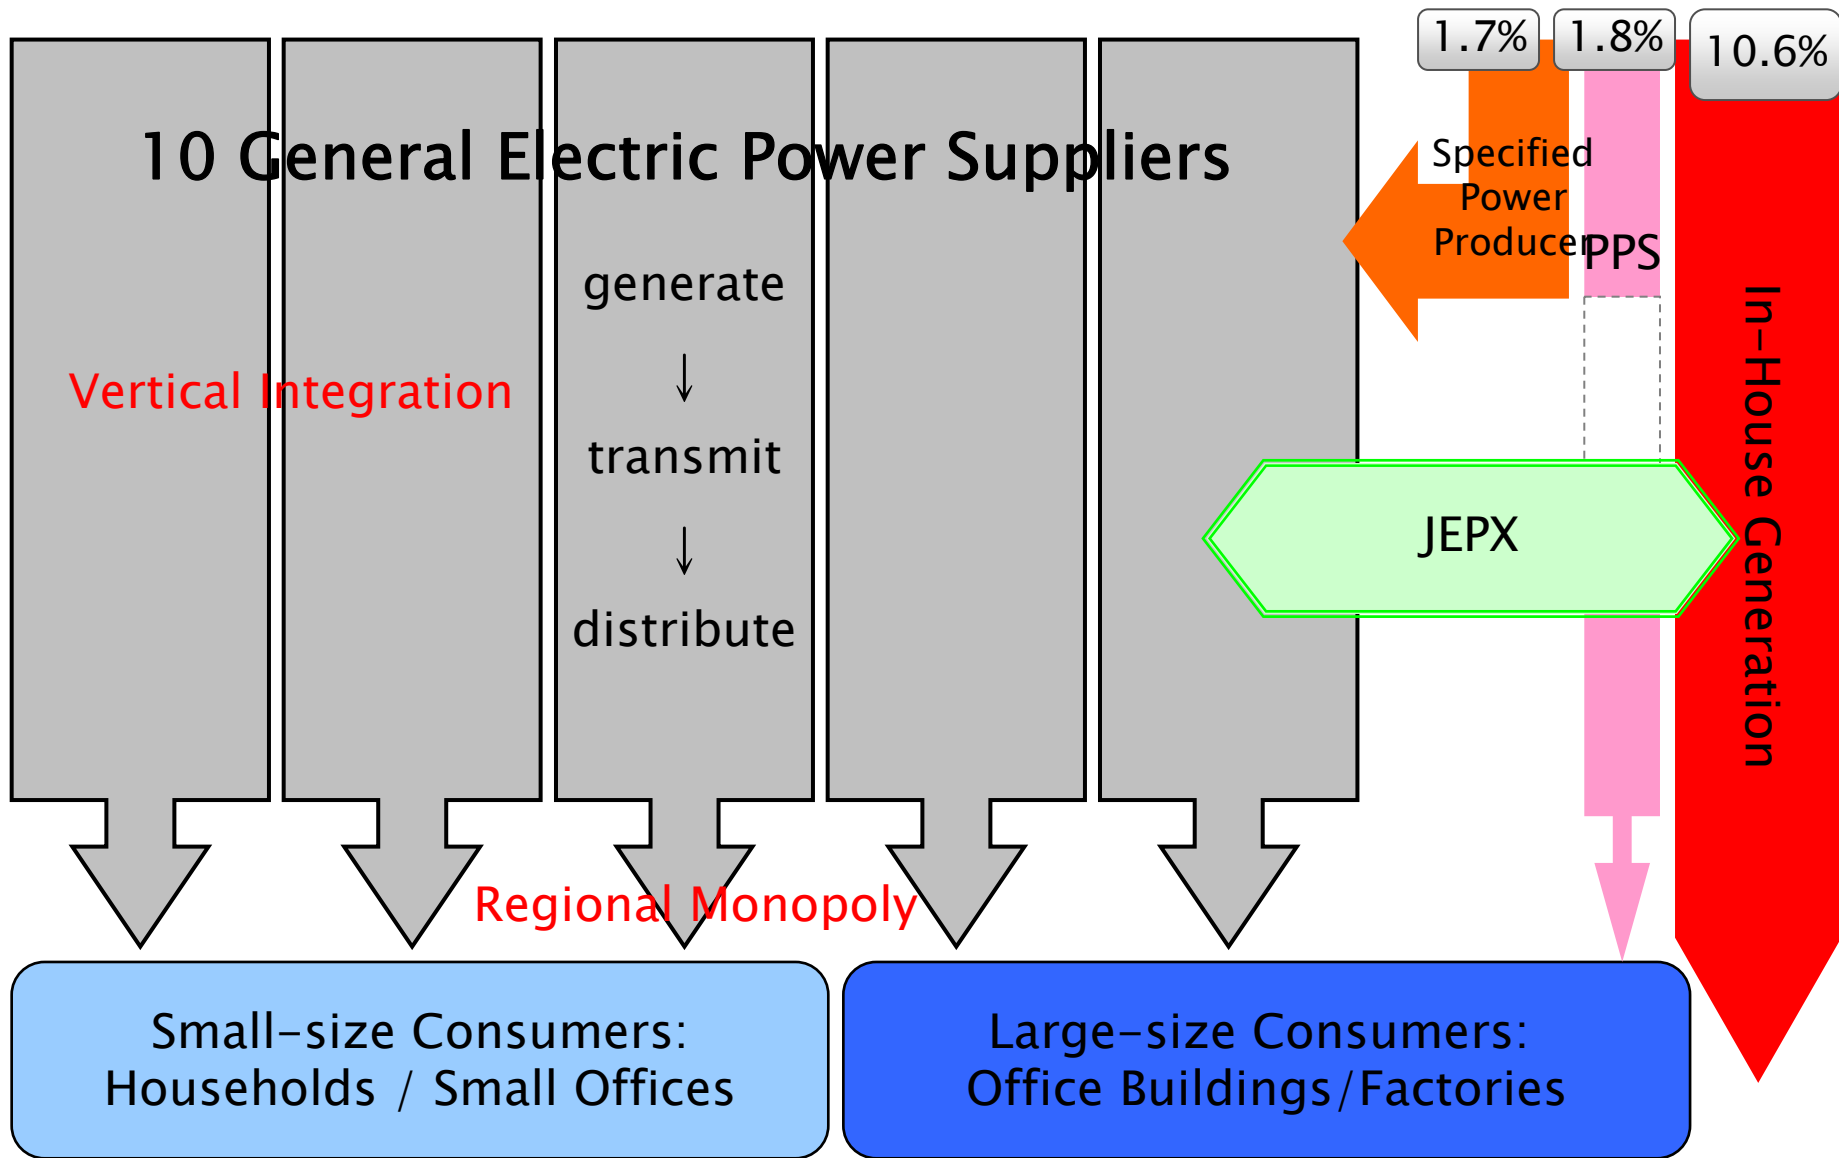 1.7%
1.8%
10.6%
10 General Electric Power Suppliers
Specified
Power
Producer
PPS
generate
↓
Vertical Integration
transmit
↓
distribute
JEPX
In-House Generation
Regional Monopoly
Small-size Consumers:
Households / Small Offices
Large-size Consumers:
Office Buildings/Factories